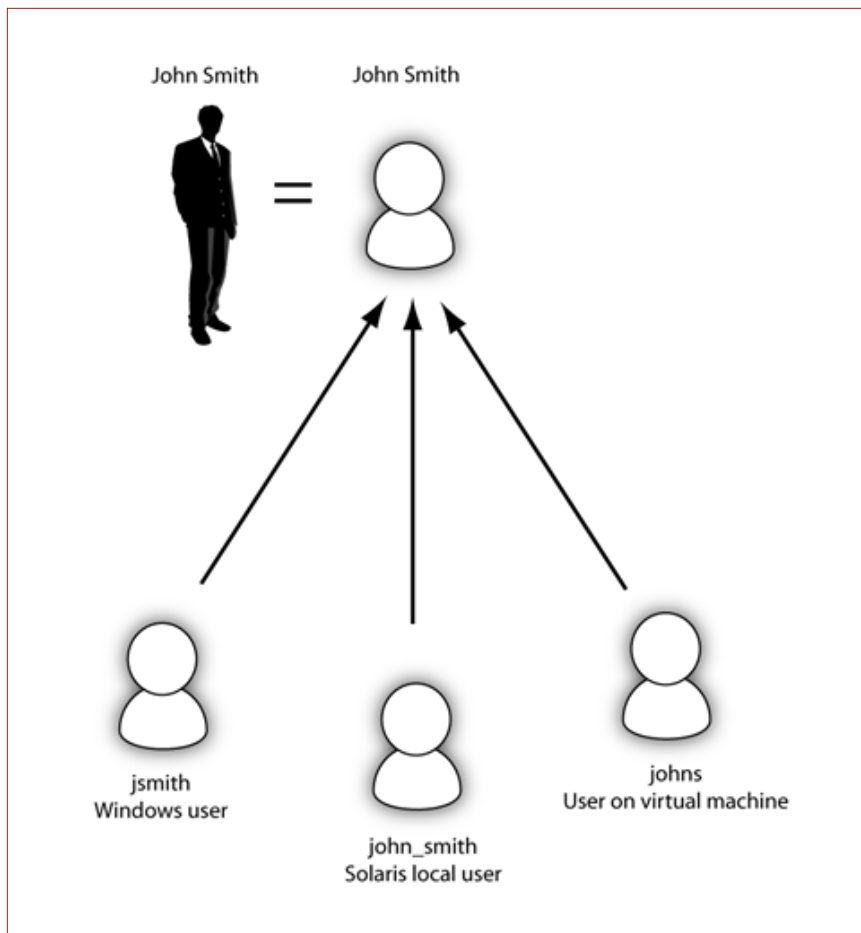 John Smith
John Smith
=
jsmith
Windows user
john_smith
Solaris local user
johns
User on virtual machine